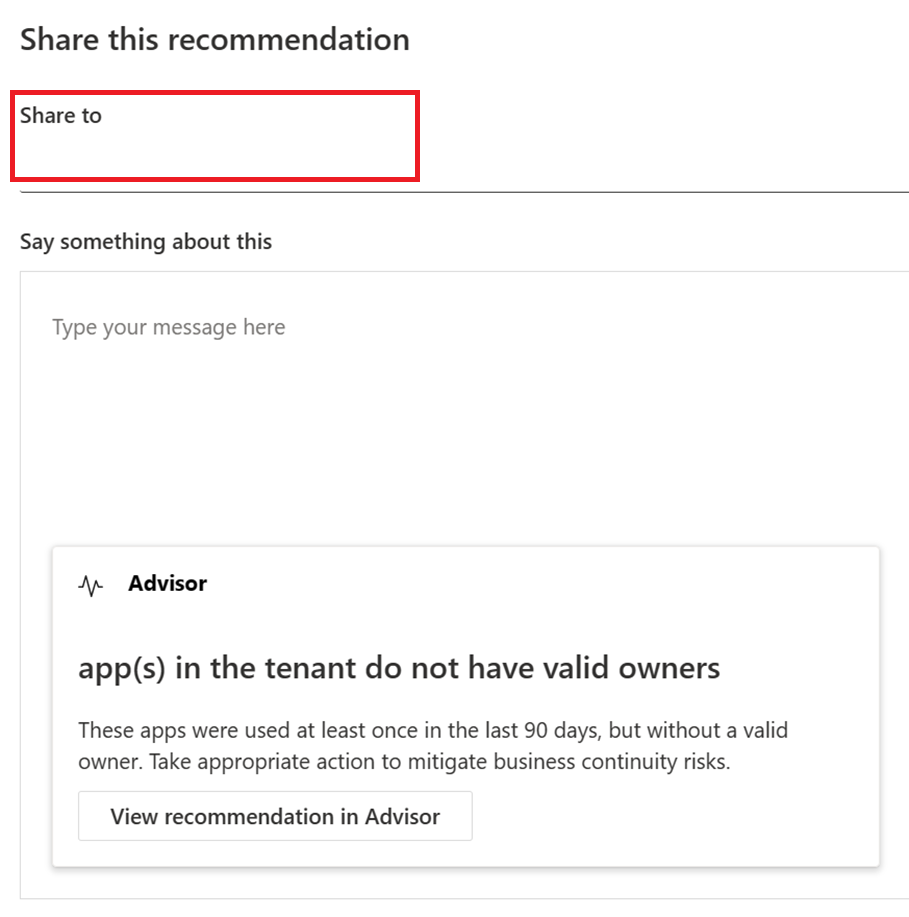 Share this recommendation
Share to
Say something about this
Type your message here
Advisor
app(s) in the tenant do not have valid owners
These apps were used at least once in the last 90 days, but without a valid
owner. Take appropriate action to mitigate business continuity risks.
View recommendation in Advisor